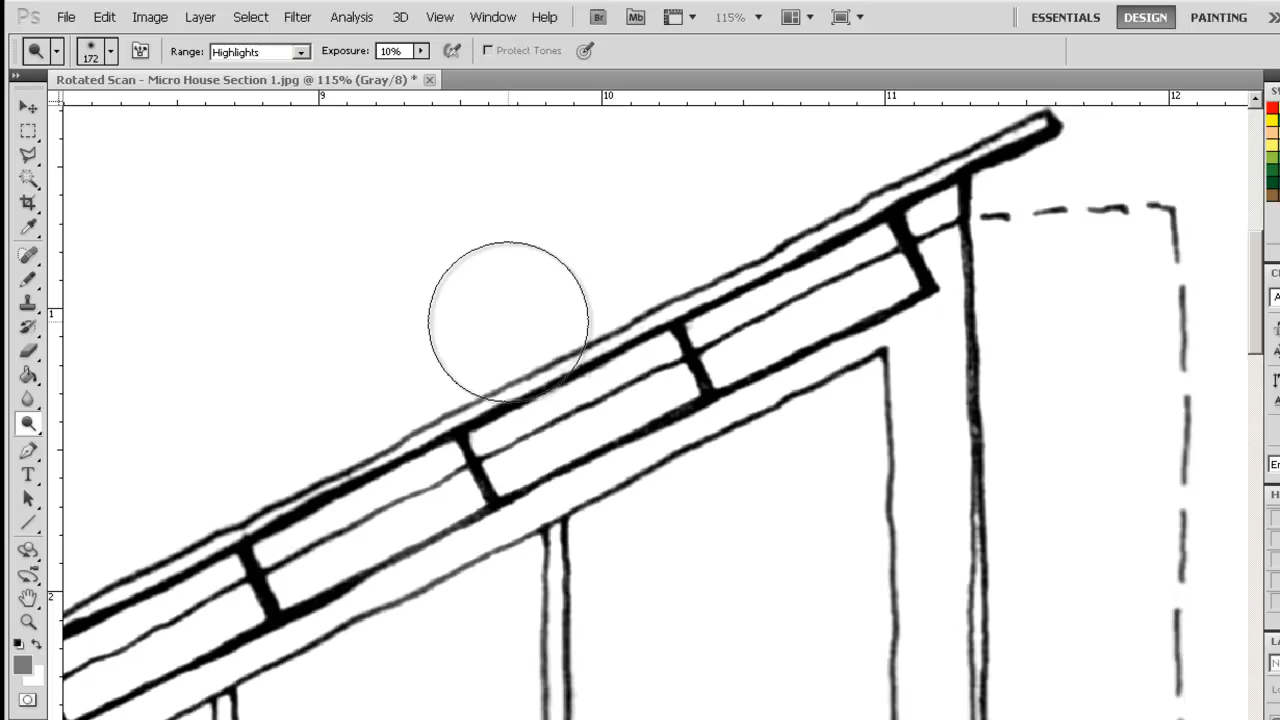 Ps File Edit Image Layer Select Filter Analysis 3D View Window Help Br Mb 115% ESSENTIALS DESIGN PAINTING
172 Range: Highlights Exposure: 10% Protect Tones
Rotated Scan - Micro House Section 1.jpg @ 115% (Gray/8) *
9 10 11 12
1
2